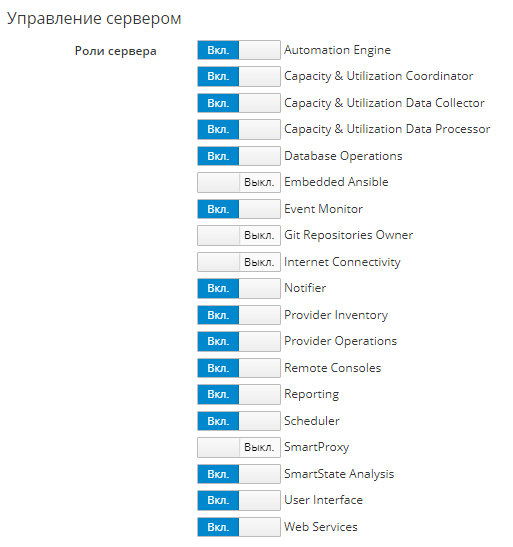 Управление сервером
Роли сервера Вкл. Automation Engine
Вкл. Capacity & Utilization Coordinator
Вкл. Capacity & Utilization Data Collector
Вкл. Capacity & Utilization Data Processor
Вкл. Database Operations
Выкл. Embedded Ansible
Вкл. Event Monitor
Выкл. Git Repositories Owner
Выкл. Internet Connectivity
Вкл. Notifier
Вкл. Provider Inventory
Вкл. Provider Operations
Вкл. Remote Consoles
Вкл. Reporting
Вкл. Scheduler
Выкл. SmartProxy
Вкл. SmartState Analysis
Вкл. User Interface
Вкл. Web Services